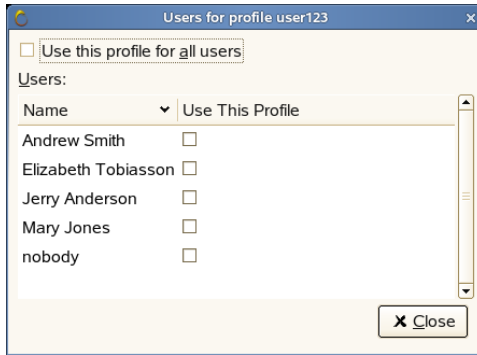 Users for profile user123
Use this profile for all users
Users:
Name Use This Profile
Andrew Smith
Elizabeth Tobiasson
Jerry Anderson
Mary Jones
nobody
Close